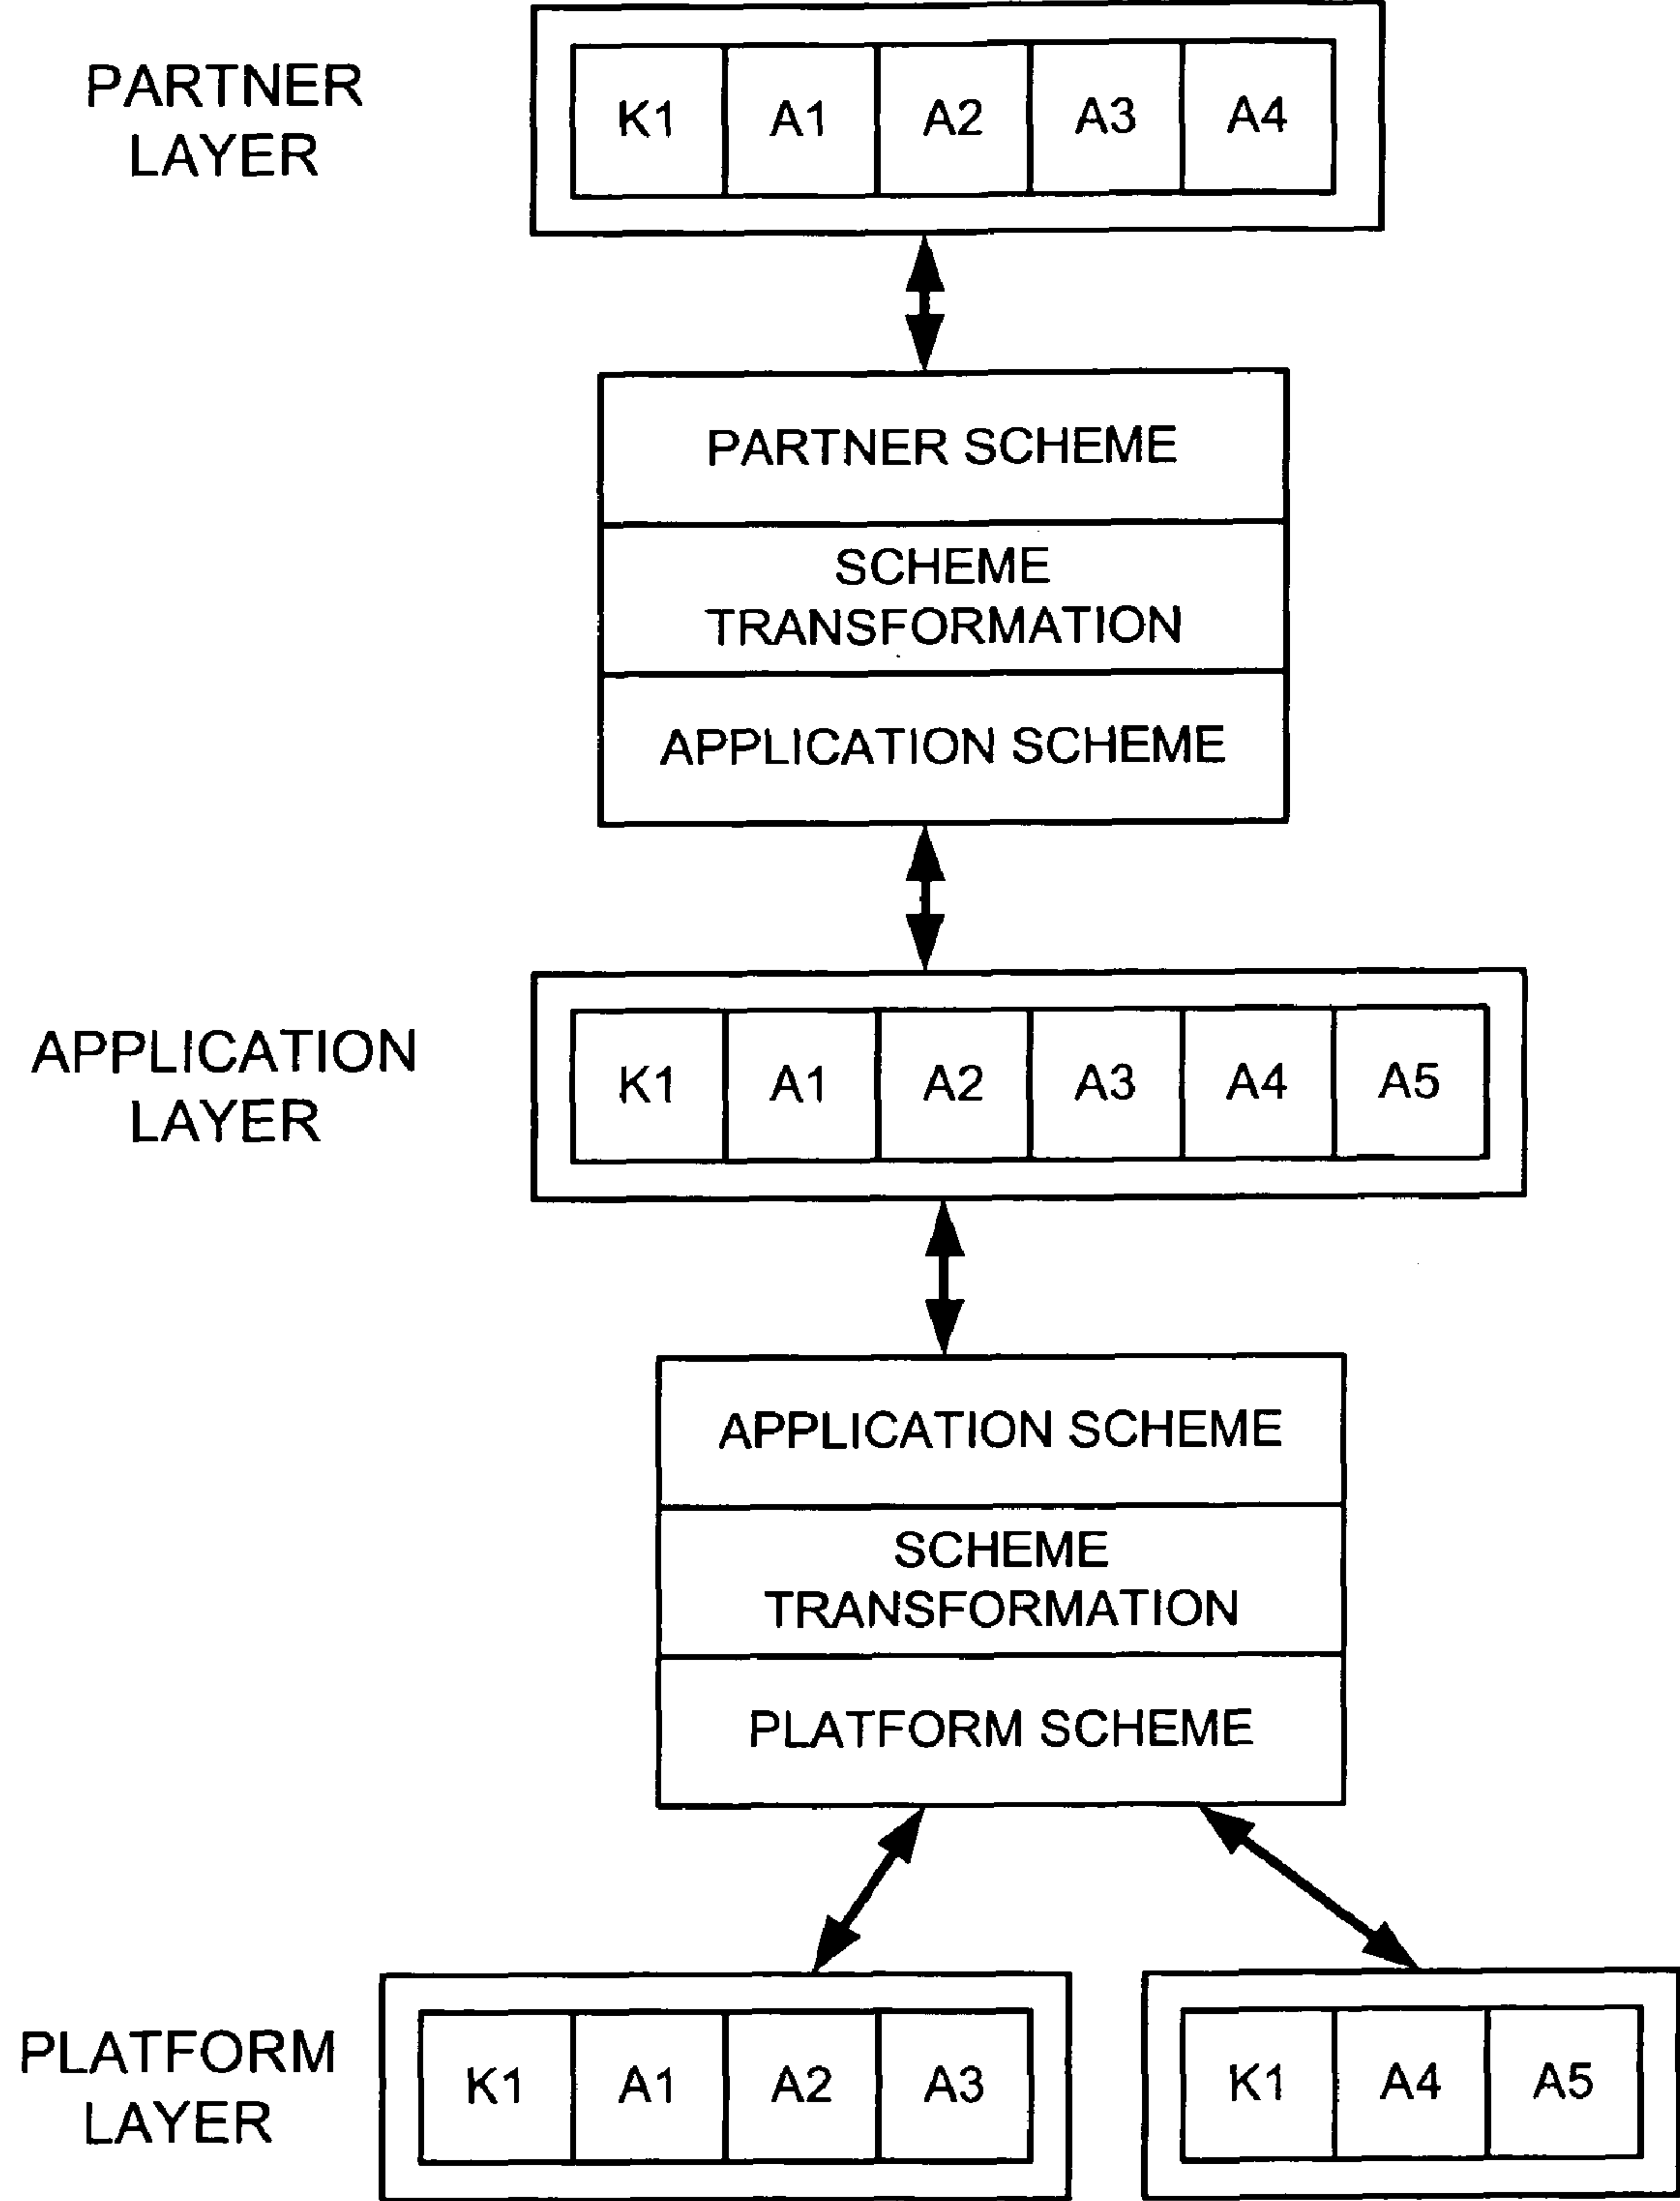 PARTNER
LAYER
K1 A1 A2 A3 A4
PARTNER SCHEME
SCHEME
TRANSFORMATION
APPLICATION SCHEME
APPLICATION
LAYER
K1 A1 A2 A3 A4 A5
APPLICATION SCHEME
SCHEME
TRANSFORMATION
PLATFORM SCHEME
PLATFORM
LAYER
K1 A1 A2 A3
K1 A4 A5